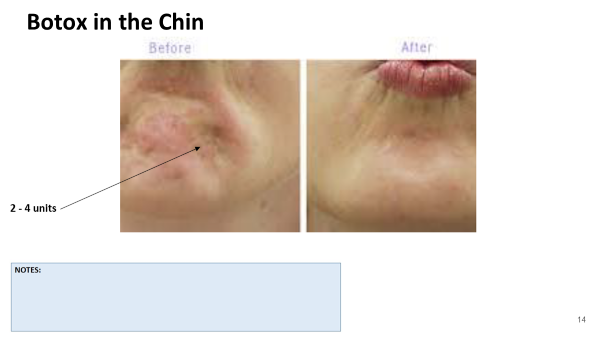 Botox in the Chin
Before
After
2 - 4 units
NOTES:
14